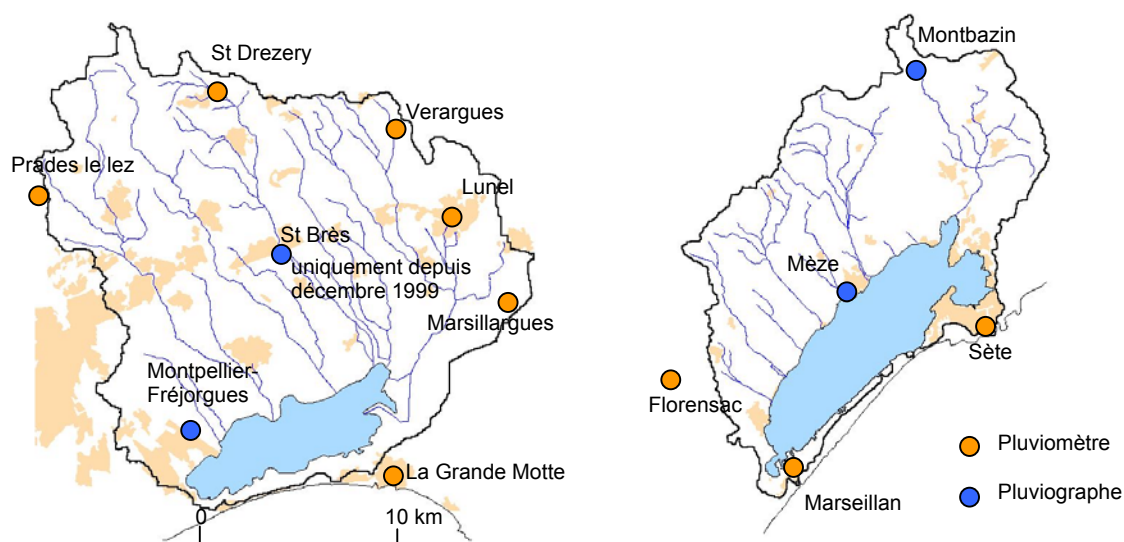 St Drezery
Verargues
Prades le lez
Lunel
St Brès
uniquement depuis
décembre 1999
Marsillargues
Montpellier-
Fréjorgues
La Grande Motte
0
10 km
Montbazin
Mèze
Sète
Florensac
Marseillan
Pluviomètre
Pluviographe